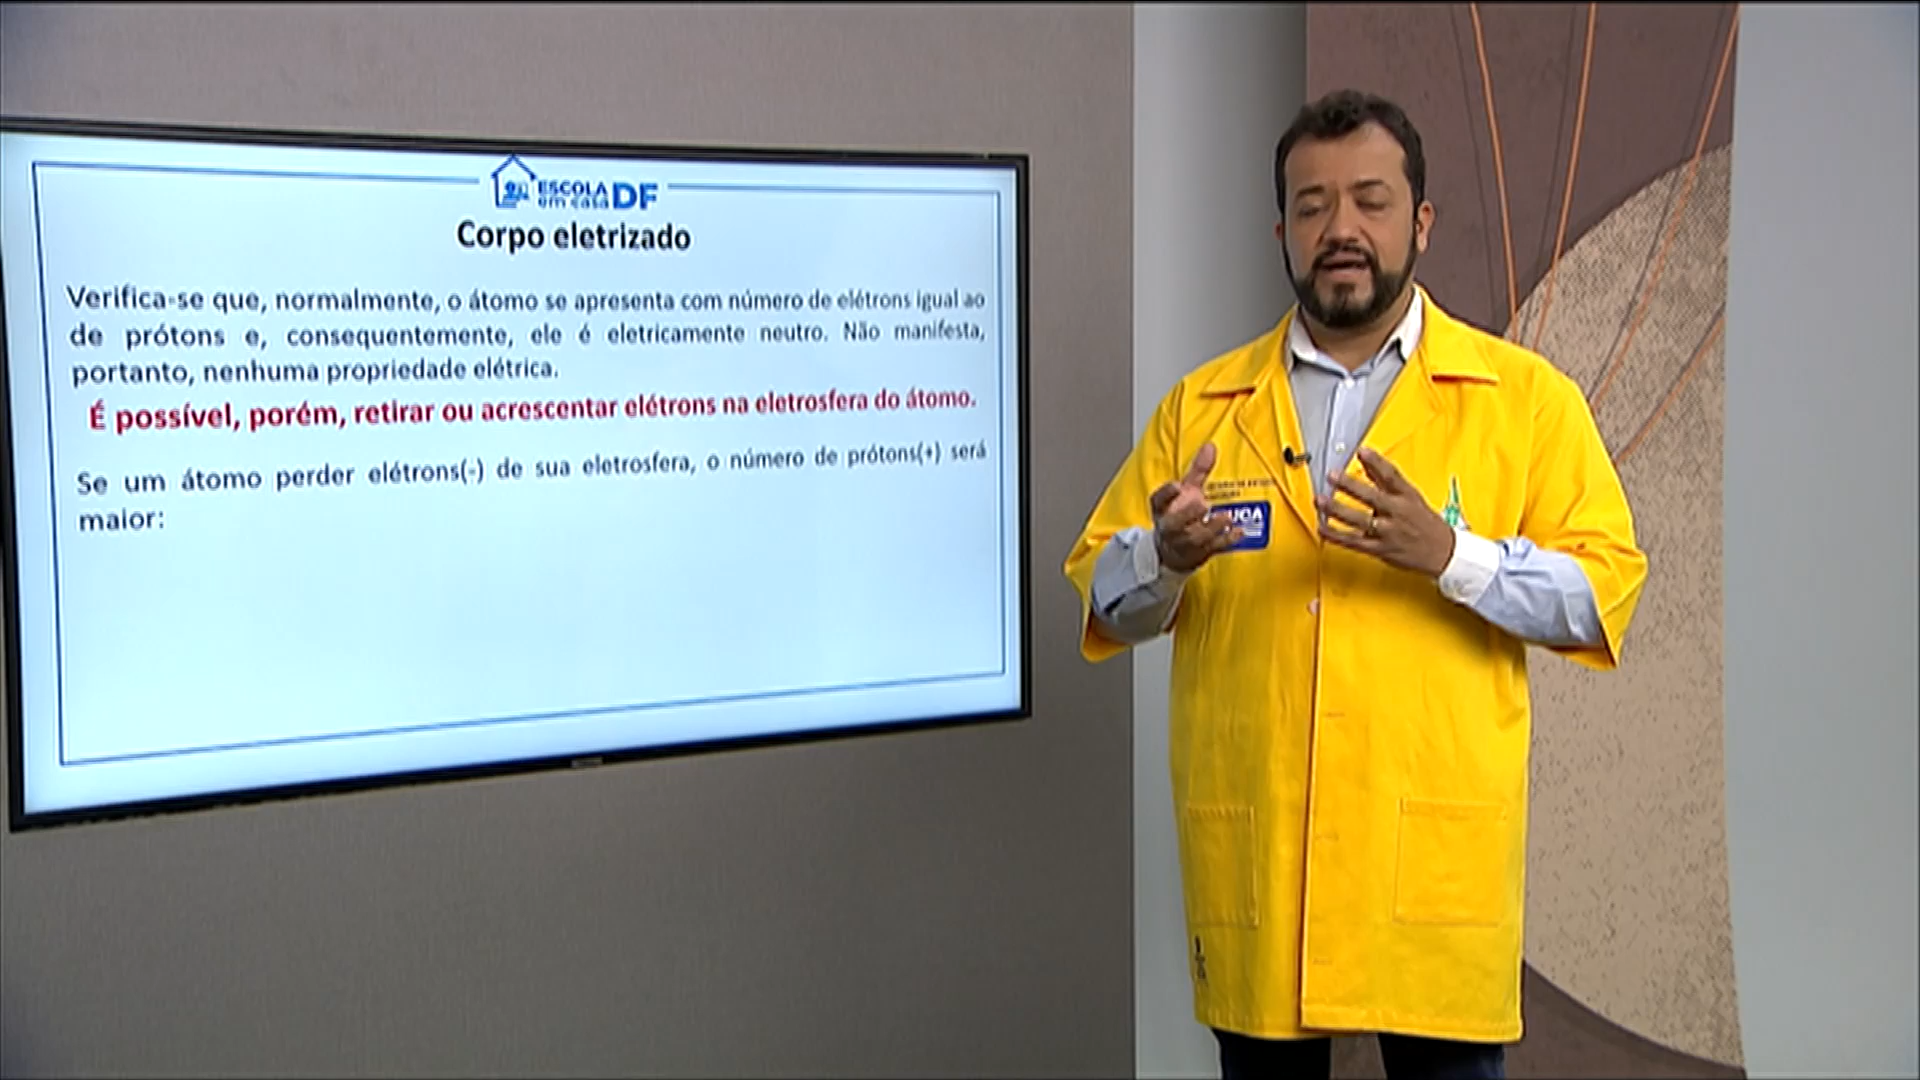 ESCOLA
em casa DF
Corpo eletrizado
Verifica-se que, normalmente, o átomo se apresenta com número de elétrons igual ao
de prótons e, consequentemente, ele é eletricamente neutro. Não manifesta,
portanto, nenhuma propriedade elétrica.
É possível, porém, retirar ou acrescentar elétrons na eletrosfera do átomo.
Se um átomo perder elétrons(-) de sua eletrosfera, o número de prótons(+) será
maior: